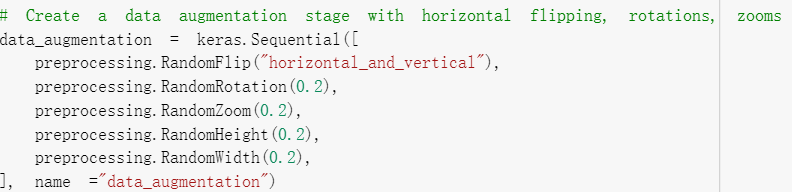 # Create a data augmentation stage with horizontal flipping, rotations, zooms
data_augmentation = keras.Sequential([
    preprocessing.RandomFlip("horizontal_and_vertical"),
    preprocessing.RandomRotation(0.2),
    preprocessing.RandomZoom(0.2),
    preprocessing.RandomHeight(0.2),
    preprocessing.RandomWidth(0.2),
], name ="data_augmentation")